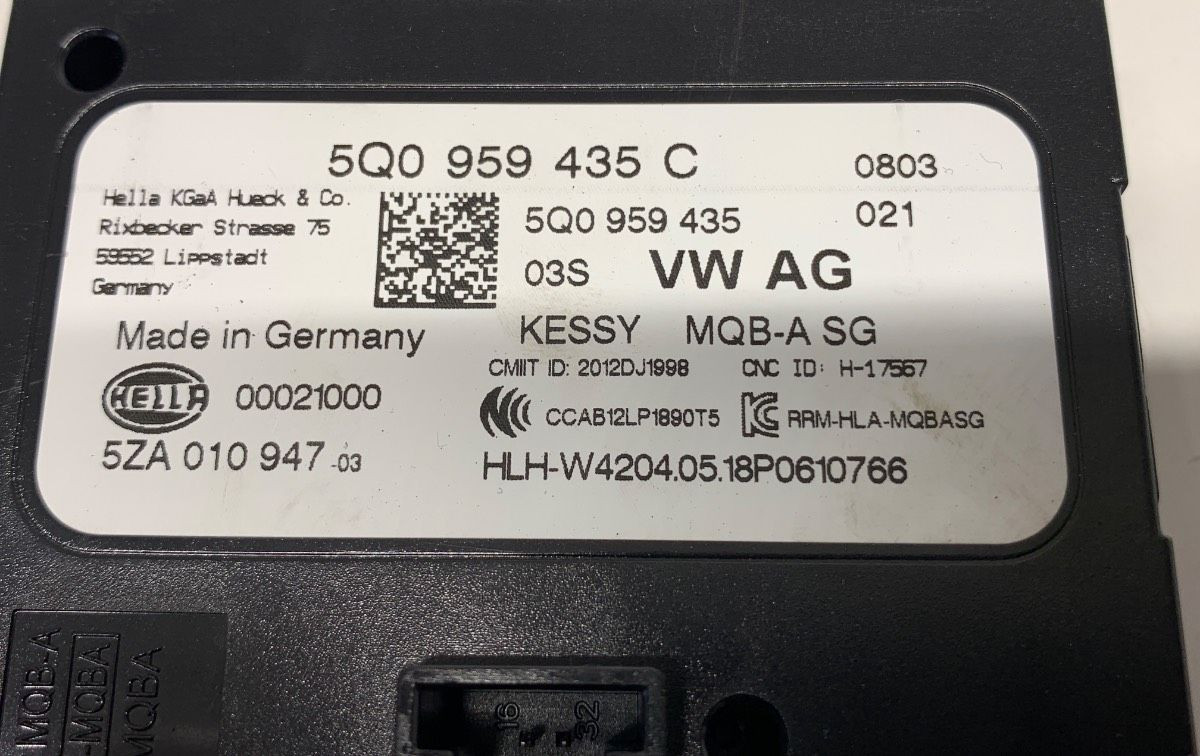 5Q0 959 435 C 0803
Hella KGaA Hueck & Co.
Rixbecker Strasse 75
59552 Lippstadt
Germany
5Q0 959 435 021
03S VW AG
Made in Germany
KESSY MQB-A SG
CMIIT ID: 2012DJ1998 CNC ID: H-17567
HELLA 00021000
CCAB12LP1890T5 RRM-HLA-MQBASG
5ZA 010 947 -03
HLH-W4204.05.18P0610766
MQB-A
-MQBA
MQBA
16 32